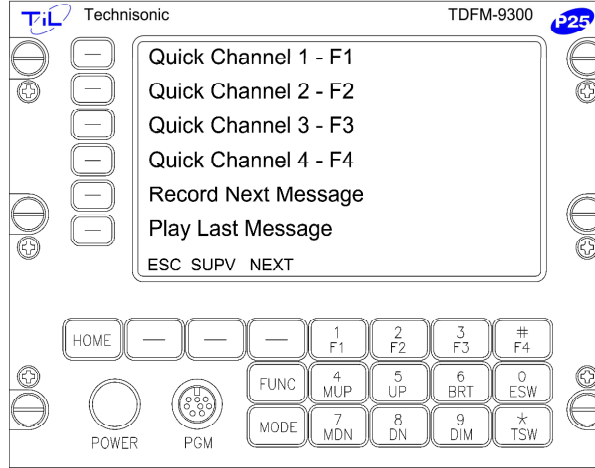 TiL Technisonic TDFM-9300 P25
Quick Channel 1 - F1
Quick Channel 2 - F2
Quick Channel 3 - F3
Quick Channel 4 - F4
Record Next Message
Play Last Message
ESC SUPV NEXT
HOME 1 2 3 #
F1 F2 F3 F4
FUNC 4 5 6 0
MUP UP BRT ESW
MODE 7 8 9 *
MDN DN DIM TSW
POWER PGM